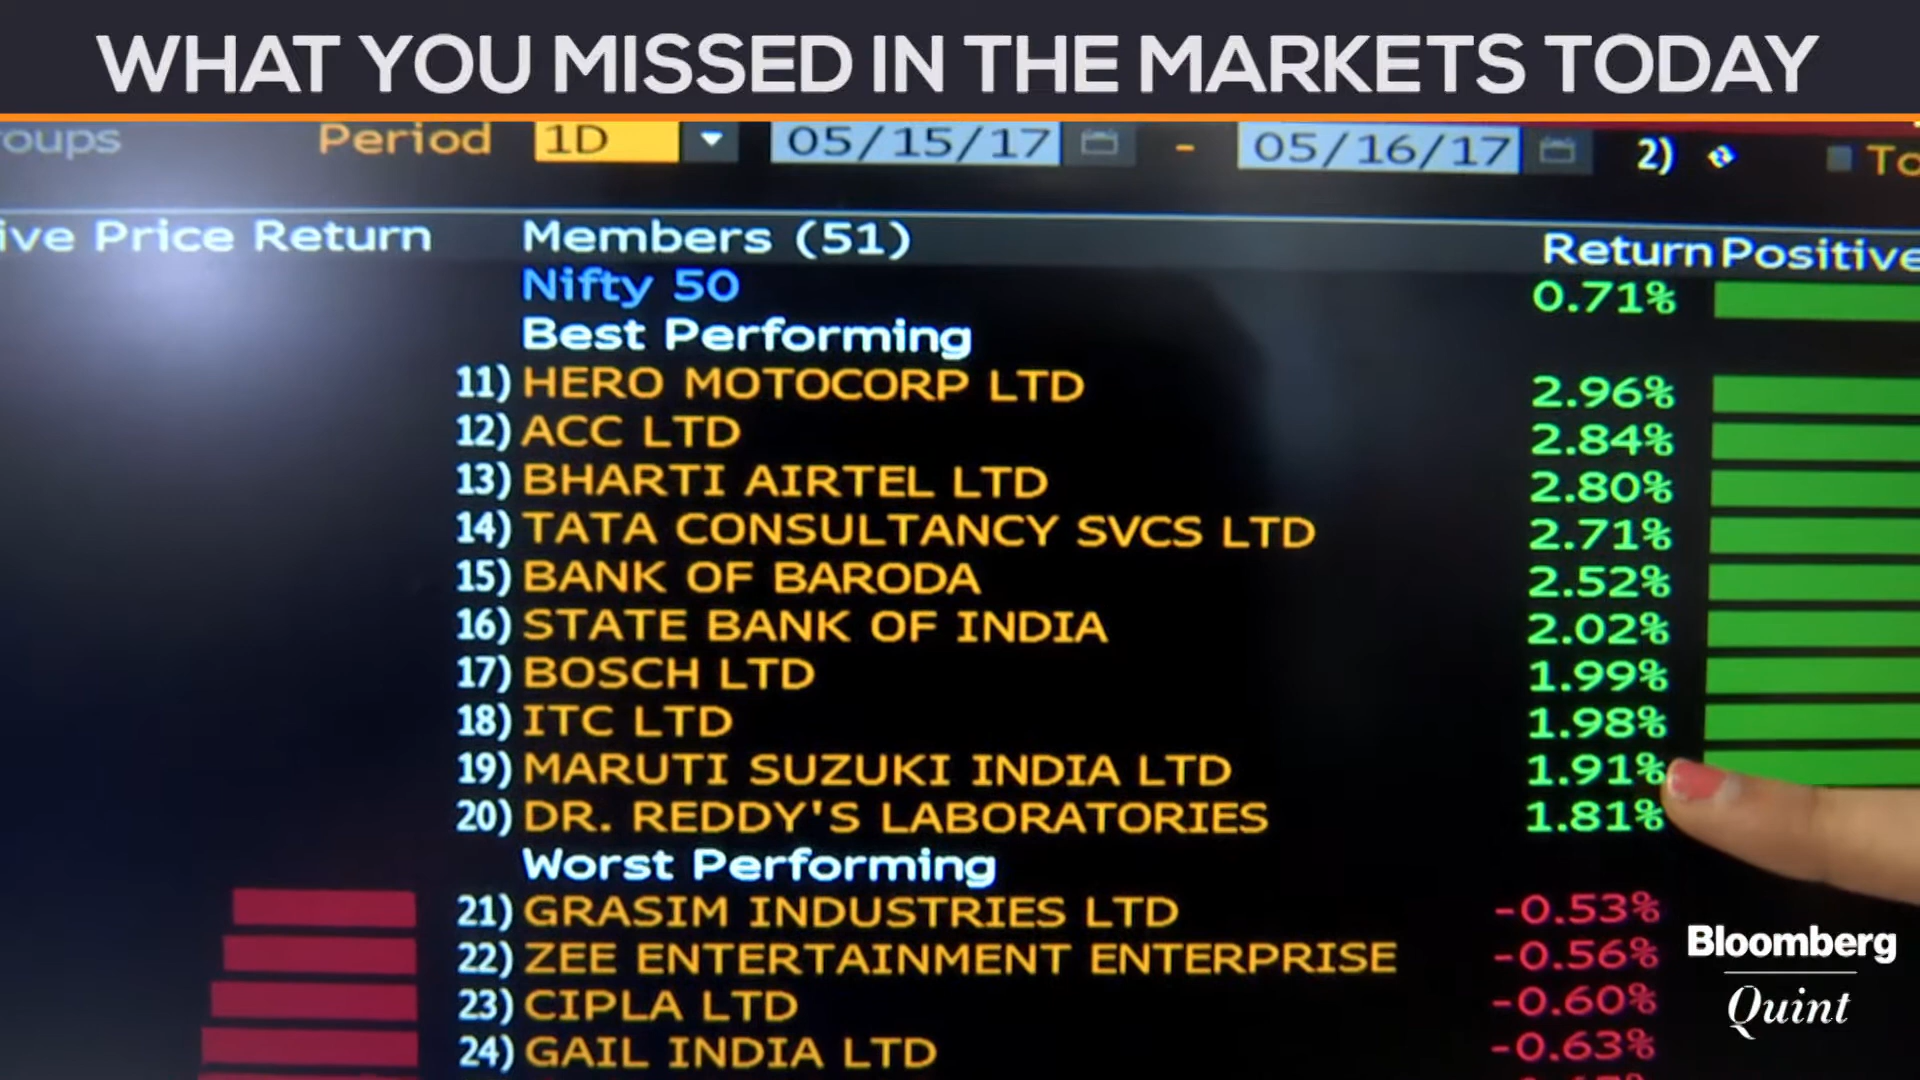 WHAT YOU MISSED IN THE MARKETS TODAY
oups Period 1D 05/15/17 - 05/16/17 2) To
ive Price Return Members (51) Return Positive
Nifty 50 0.71%
Best Performing
11) HERO MOTOCORP LTD 2.96%
12) ACC LTD 2.84%
13) BHARTI AIRTEL LTD 2.80%
14) TATA CONSULTANCY SVCS LTD 2.71%
15) BANK OF BARODA 2.52%
16) STATE BANK OF INDIA 2.02%
17) BOSCH LTD 1.99%
18) ITC LTD 1.98%
19) MARUTI SUZUKI INDIA LTD 1.91%
20) DR. REDDY'S LABORATORIES 1.81%
Worst Performing
21) GRASIM INDUSTRIES LTD -0.53%
22) ZEE ENTERTAINMENT ENTERPRISE -0.56%
23) CIPLA LTD -0.60%
24) GAIL INDIA LTD -0.63%
Bloomberg
Quint